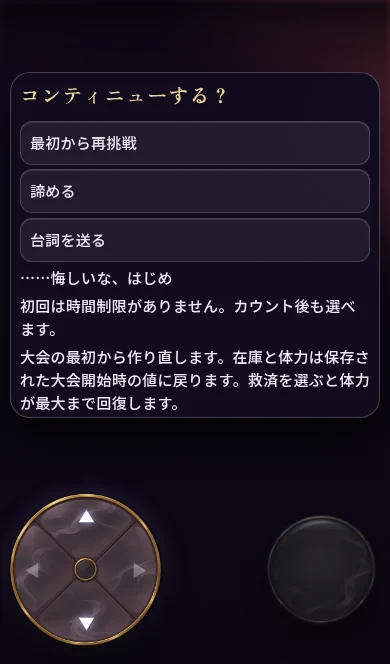 コンティニューする？
最初から再挑戦
諦める
台詞を送る
……悔しいな、はじめ
初回は時間制限がありません。カウント後も選べ
ます。
大会の最初から作り直します。在庫と体力は保存さ
れた大会開始時の値に戻ります。救済を選ぶと体力
が最大まで回復します。